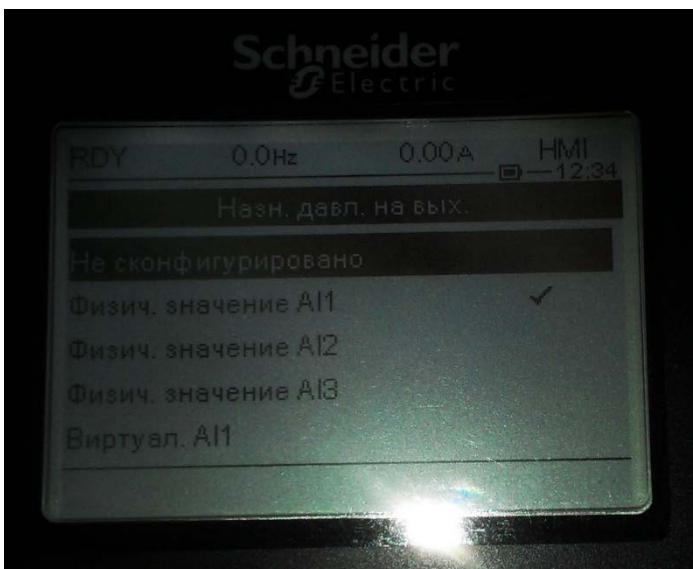 Schneider
Electric
RDY 0.0Hz 0.00A HMI
12:34
Назн. давл. на вых.
Не сконфигурировано
Физич. значение AI1
Физич. значение AI2
Физич. значение AI3
Виртуал. AI1